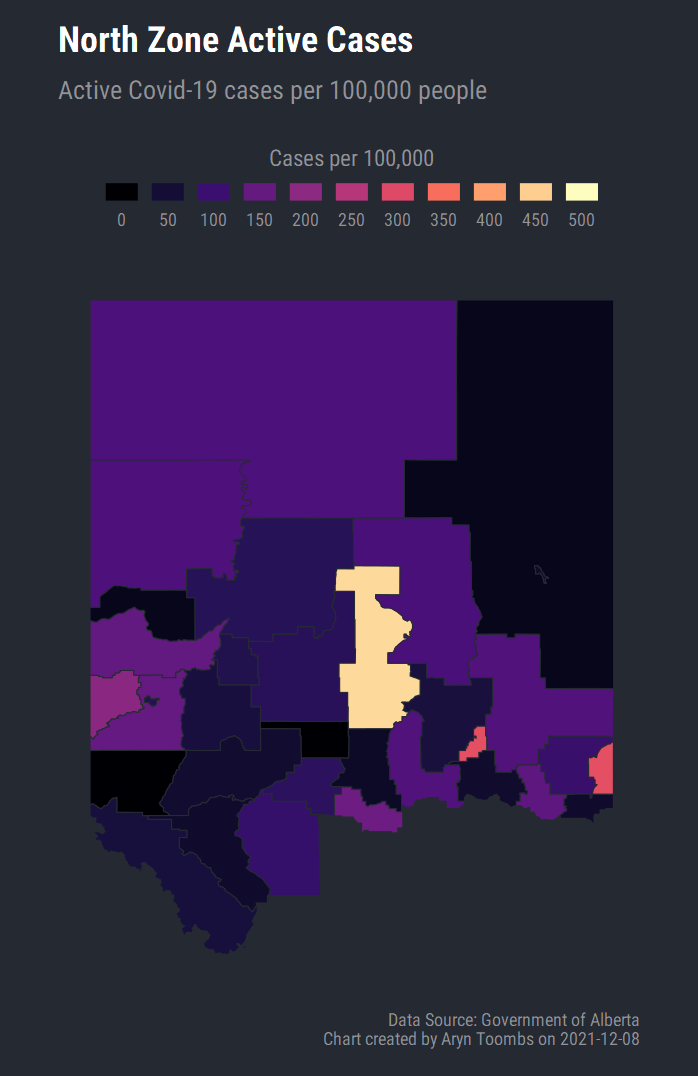 North Zone Active Cases
Active Covid-19 cases per 100,000 people
Cases per 100,000
0 50 100 150 200 250 300 350 400 450 500
Data Source: Government of Alberta
Chart created by Aryn Toombs on 2021-12-08